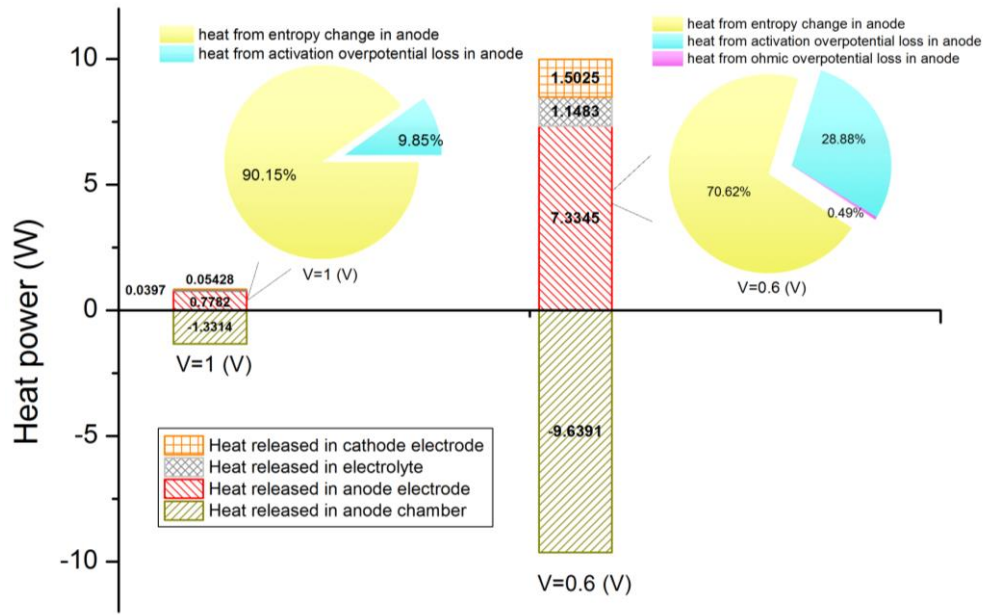 heat from entropy change in anode
heat from activation overpotential loss in anode
heat from entropy change in anode
heat from activation overpotential loss in anode
heat from ohmic overpotential loss in anode
Heat power (W)
10
5
0
-5
-10
90.15%
9.85%
V=1 (V)
70.62%
28.88%
0.49%
V=0.6 (V)
0.05428
0.0397
0.7782
-1.3314
V=1 (V)
1.5025
1.1483
7.3345
-9.6391
V=0.6 (V)
Heat released in cathode electrode
Heat released in electrolyte
Heat released in anode electrode
Heat released in anode chamber